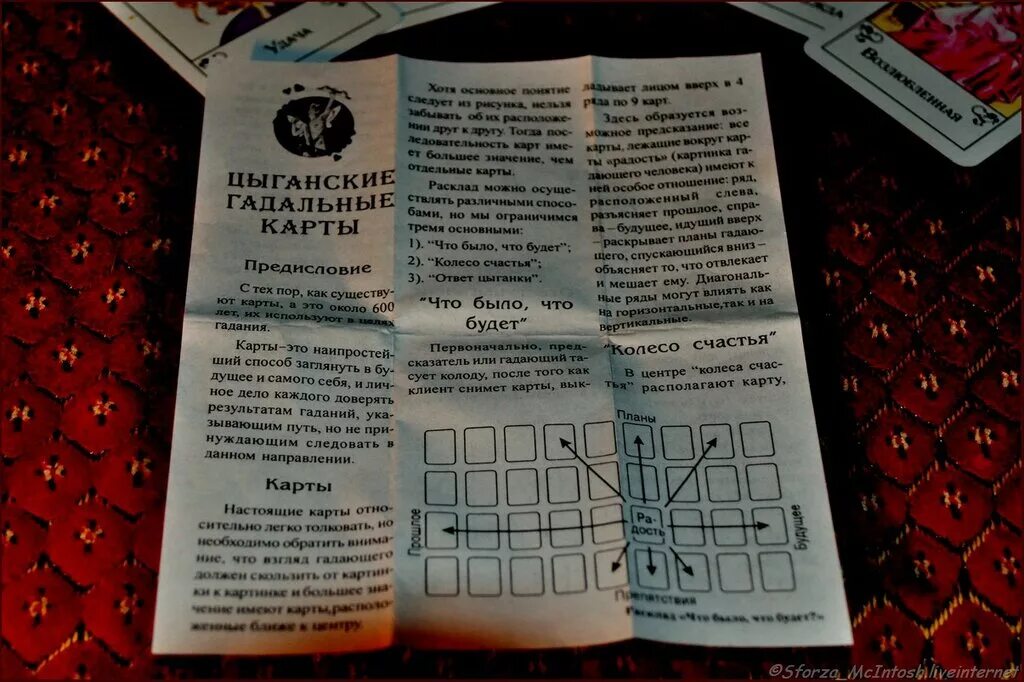 Удача
Возлюбленная
ЦЫГАНСКИЕ
ГАДАЛЬНЫЕ
КАРТЫ
Предисловие
С тех пор, как существу-
ют карты, а это около 600
лет, их используют в целях
гадания.
Карты–это наипростей-
ший способ заглянуть в бу-
дущее и самого себя, и лич-
ное дело каждого доверять
результатам гаданий, ука-
зывающим путь, но не при-
нуждающим следовать в
данном направлении.
Карты
Настоящие карты отно-
сительно легко толковать, но
необходимо обратить внима-
ние, что взгляд гадающего
должен скользить от картин-
ки к картинке и большее зна-
чение имеют карты,располо-
женные ближе к центру.
Хотя основное понятие
следует из рисунка, нельзя
забывать об их расположе-
нии друг к другу. Тогда пос-
ледовательность карт име-
ет большее значение, чем
отдельные карты.
Расклад можно осуще-
ствлять различными спосо-
бами, но мы ограничимся
тремя основными:
1). "Что было, что будет";
2). "Колесо счастья";
3). "Ответ цыганки".
"Что было, что
будет"
Первоначально, пред-
сказатель или гадающий та-
сует колоду, после того как
клиент снимет карты, вык-
ладывает лицом вверх в 4
ряда по 9 карт.
Здесь образуется воз-
можное предсказание: все
карты, лежащие вокруг кар-
ты «радость» (картинка га-
дающего человека) имеют к
ней особое отношение: ряд,
расположенный слева,
разъясняет прошлое, спра-
ва – будущее, идущий вверх
– раскрывает планы гадаю-
щего, спускающийся вниз –
объясняет то, что отвлекает
и мешает ему. Диагональ-
ные ряды могут влиять как
на горизонтальные,так и на
вертикальные.
"Колесо счастья"
В центре "колеса счас-
тья" располагают карту,
Планы
Прошлое
Ра-
дость
Будущее
Препятствия
Расклад «Что было, что будет?»
©Sforza_McIntosh.liveinternet